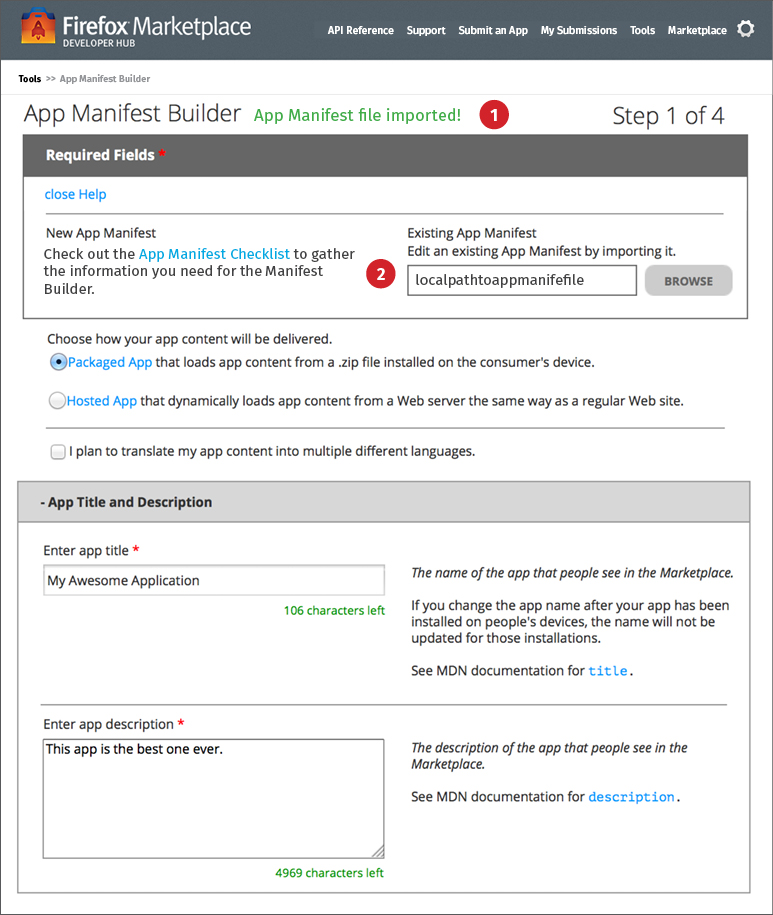 Firefox Marketplace
DEVELOPER HUB
API Reference Support Submit an App My Submissions Tools Marketplace
Tools >> App Manifest Builder
App Manifest Builder App Manifest file imported! 1 Step 1 of 4
Required Fields *
close Help
New App Manifest
Check out the App Manifest Checklist to gather
the information you need for the Manifest
Builder.
2
Existing App Manifest
Edit an existing App Manifest by importing it.
localpathtoappmanifefile BROWSE
Choose how your app content will be delivered.
Packaged App that loads app content from a .zip file installed on the consumer's device.
Hosted App that dynamically loads app content from a Web server the same way as a regular Web site.
I plan to translate my app content into multiple different languages.
- App Title and Description
Enter app title *
My Awesome Application
106 characters left
The name of the app that people see in the Marketplace.
If you change the app name after your app has been
installed on people's devices, the name will not be
updated for those installations.
See MDN documentation for title.
Enter app description *
This app is the best one ever.
4969 characters left
The description of the app that people see in the
Marketplace.
See MDN documentation for description.